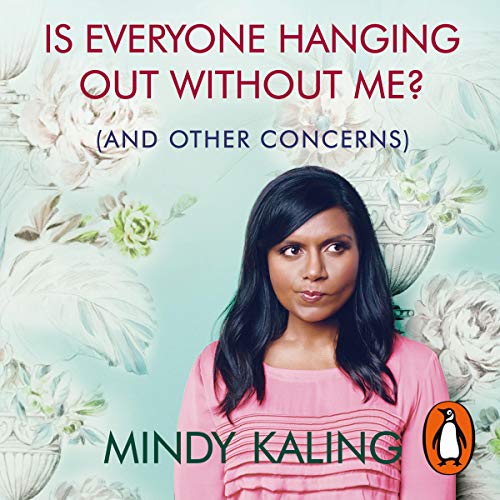 IS EVERYONE HANGING
OUT WITHOUT ME?
(AND OTHER CONCERNS)
MINDY KALING